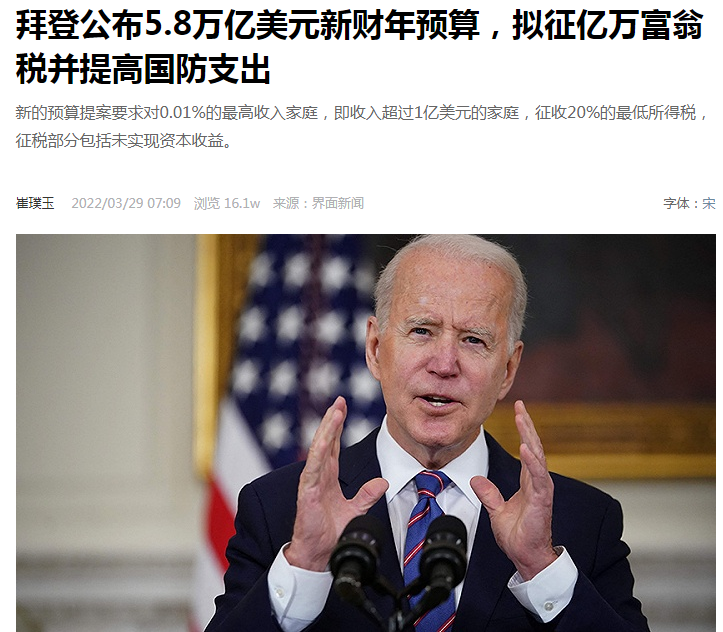 拜登公布5.8万亿美元新财年预算，拟征亿万富翁
税并提高国防支出
新的预算提案要求对0.01%的最高收入家庭，即收入超过1亿美元的家庭，征收20%的最低所得税，
征税部分包括未实现资本收益。
崔璞玉 2022/03/29 07:09 浏览 16.1w 来源：界面新闻 字体：宋